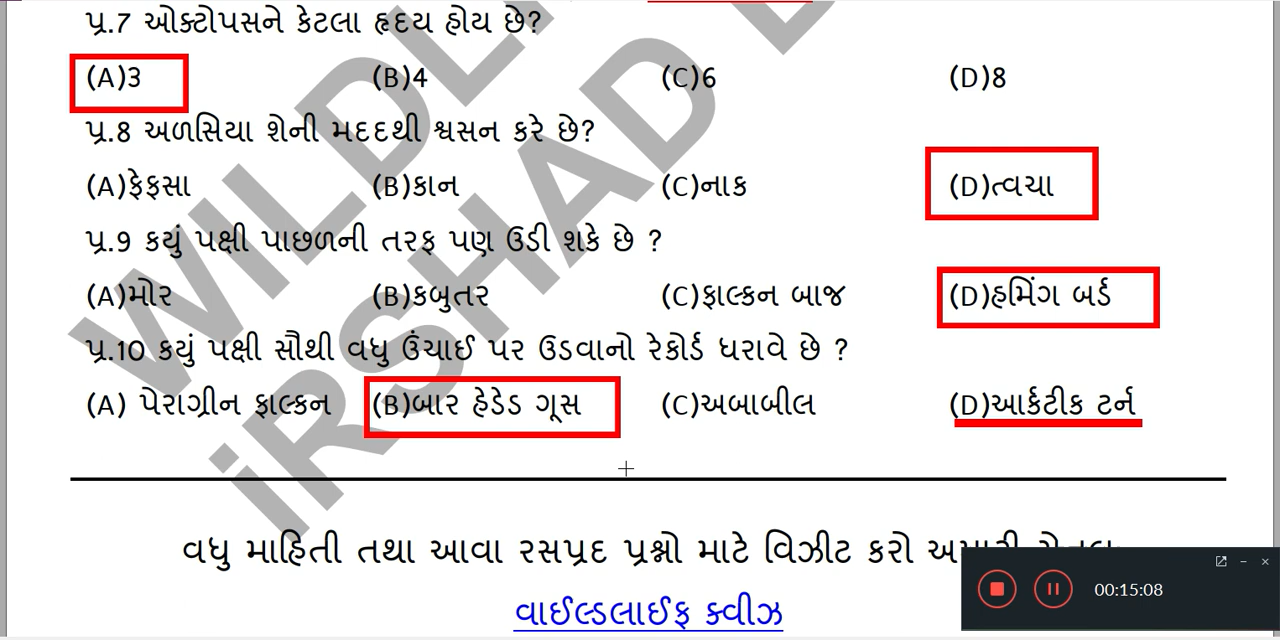 પ્ર.7 ઓક્ટોપસને કેટલા હૃદય હોય છે?
(A)3 (B)4 (C)6 (D)8
પ્ર.8 અળસિયા શેની મદદથી શ્વસન કરે છે?
(A)ફેફસા (B)કાન (C)નાક (D)ત્વચા
પ્ર.9 કયું પક્ષી પાછળની તરફ પણ ઉડી શકે છે ?
(A)મોર (B)કબુતર (C)ફાલ્કન બાજ (D)હમિંગ બર્ડ
પ્ર.10 કયું પક્ષી સૌથી વધુ ઉંચાઈ પર ઉડવાનો રેકોર્ડ ધરાવે છે ?
(A) પેરાગ્રીન ફાલ્કન (B)બાર હેડેડ ગૂસ (C)અબાબીલ (D)આર્કટીક ટર્ન
વધુ માહિતી તથા આવા રસપ્રદ પ્રશ્નો માટે વિઝીટ કરો
વાઈલ્ડલાઈફ ક્વીઝ
00:15:08
WILDL
iRSHAD